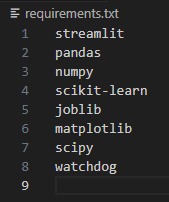 requirements.txt
1 streamlit
2 pandas
3 numpy
4 scikit-learn
5 joblib
6 matplotlib
7 scipy
8 watchdog
9